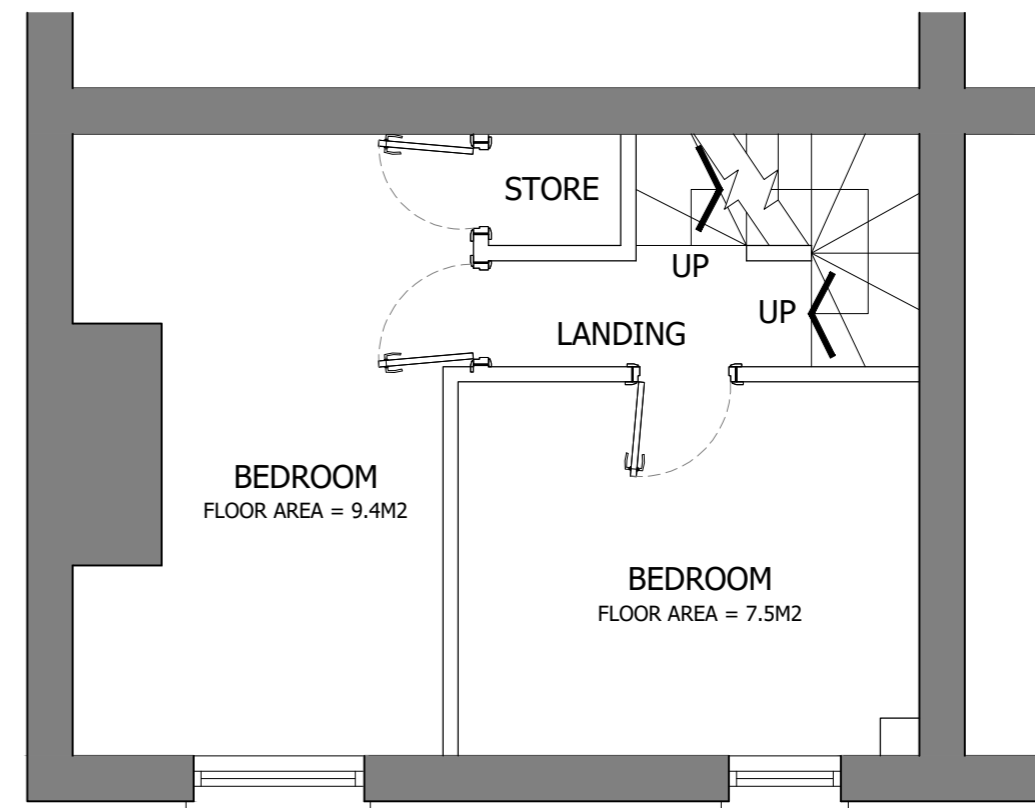 STORE
UP
UP
LANDING
BEDROOM
FLOOR AREA = 9.4M2
BEDROOM
FLOOR AREA = 7.5M2